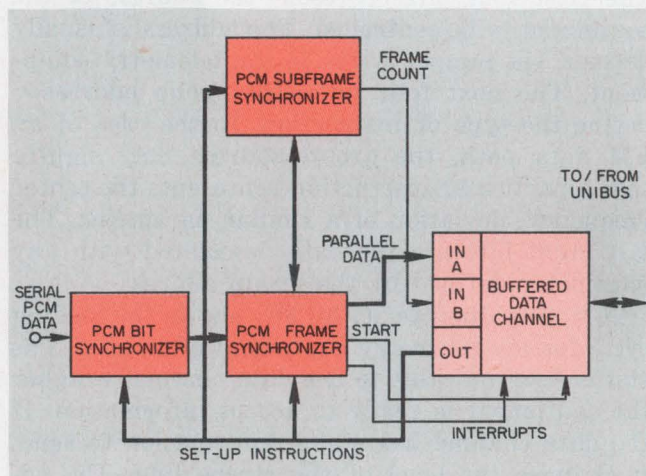 PCM SUBFRAME
SYNCHRONIZER
FRAME
COUNT
TO / FROM
UNIBUS
PARALLEL
DATA
IN
A
IN
B
BUFFERED
DATA
CHANNEL
OUT
SERIAL
PCM
DATA
PCM BIT
SYNCHRONIZER
PCM FRAME
SYNCHRONIZER
START
INTERRUPTS
SET-UP INSTRUCTIONS